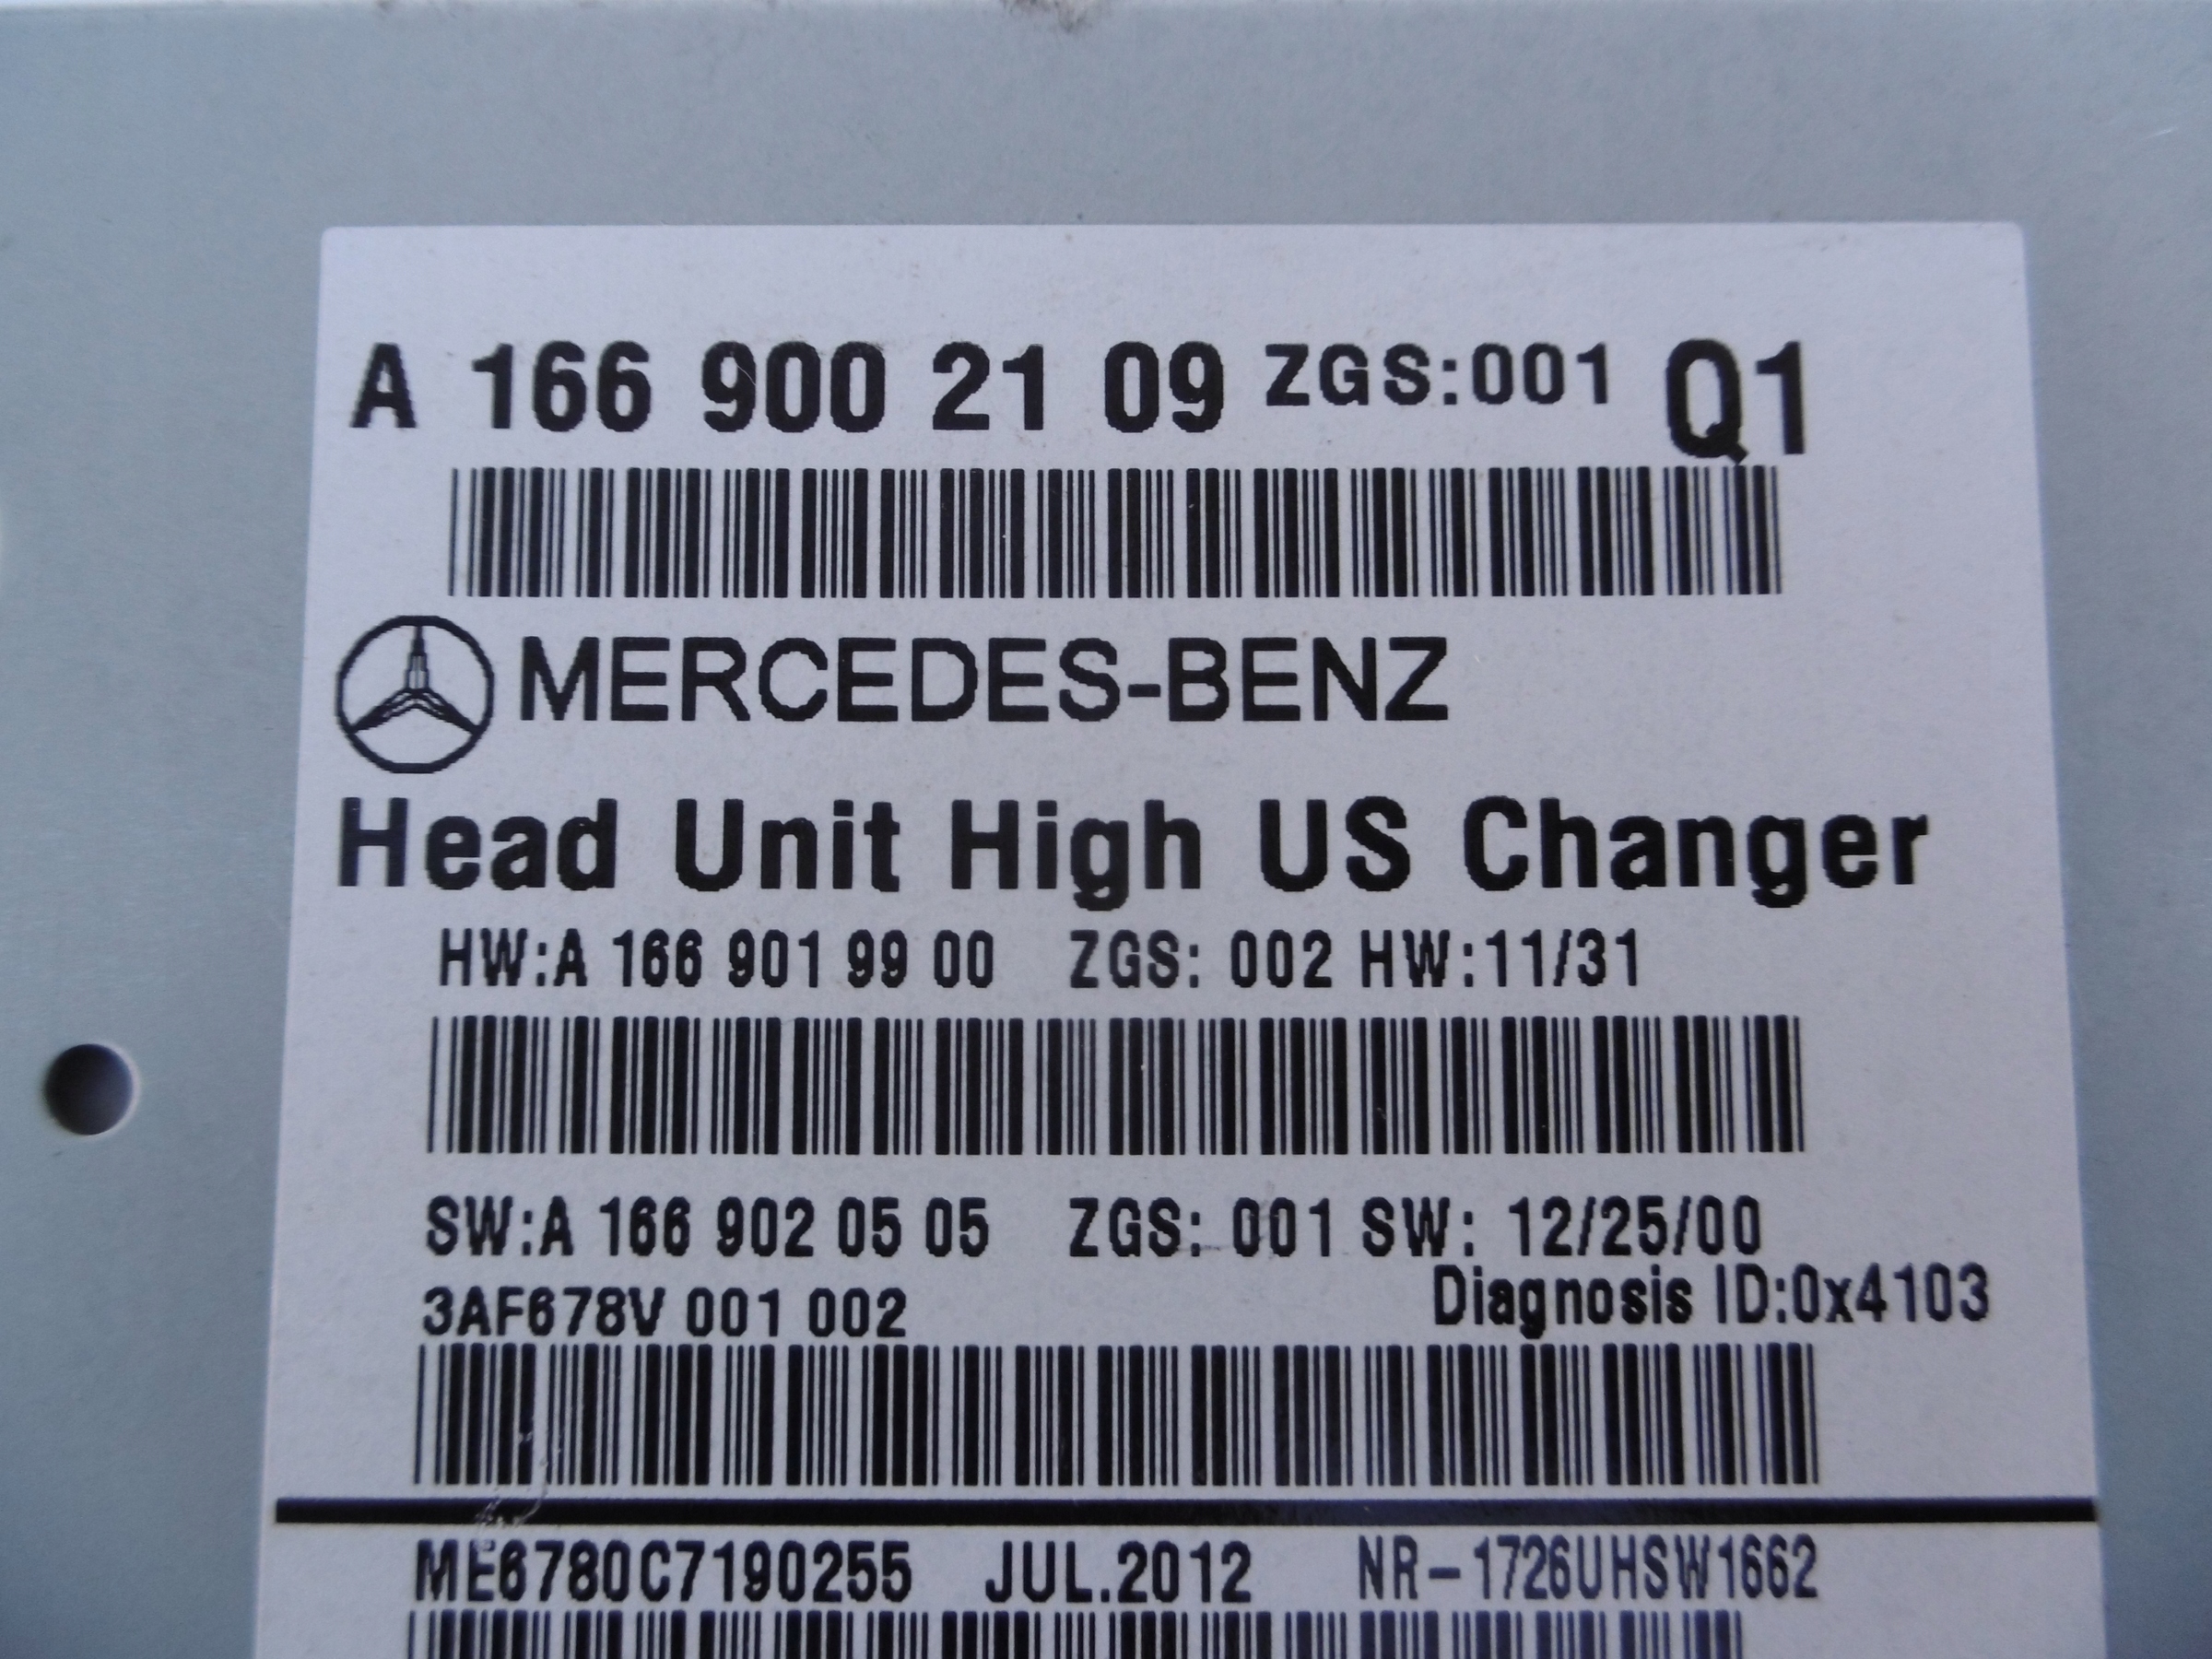 A 166 900 21 09 ZGS:001 Q1
MERCEDES-BENZ
Head Unit High US Changer
HW:A 166 901 99 00 ZGS: 002 HW:11/31
SW:A 166 902 05 05 ZGS: 001 SW: 12/25/00
3AF678V 001 002 Diagnosis ID:0x4103
ME6780C7190255 JUL.2012 NR-1726UHSW1662